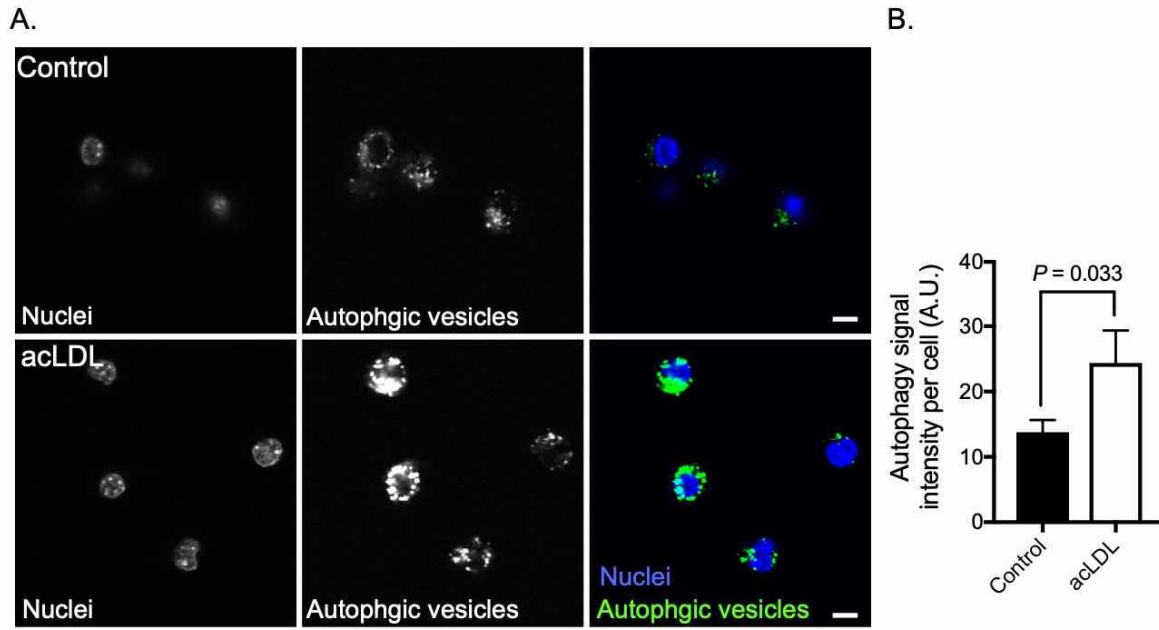 A.
Control
Nuclei
Autophgic vesicles
acLDL
Nuclei
Autophgic vesicles
Nuclei
Autophgic vesicles
B.
Autophagy signal
intensity per cell (A.U.)
40
30
20
10
0
P = 0.033
Control
acLDL